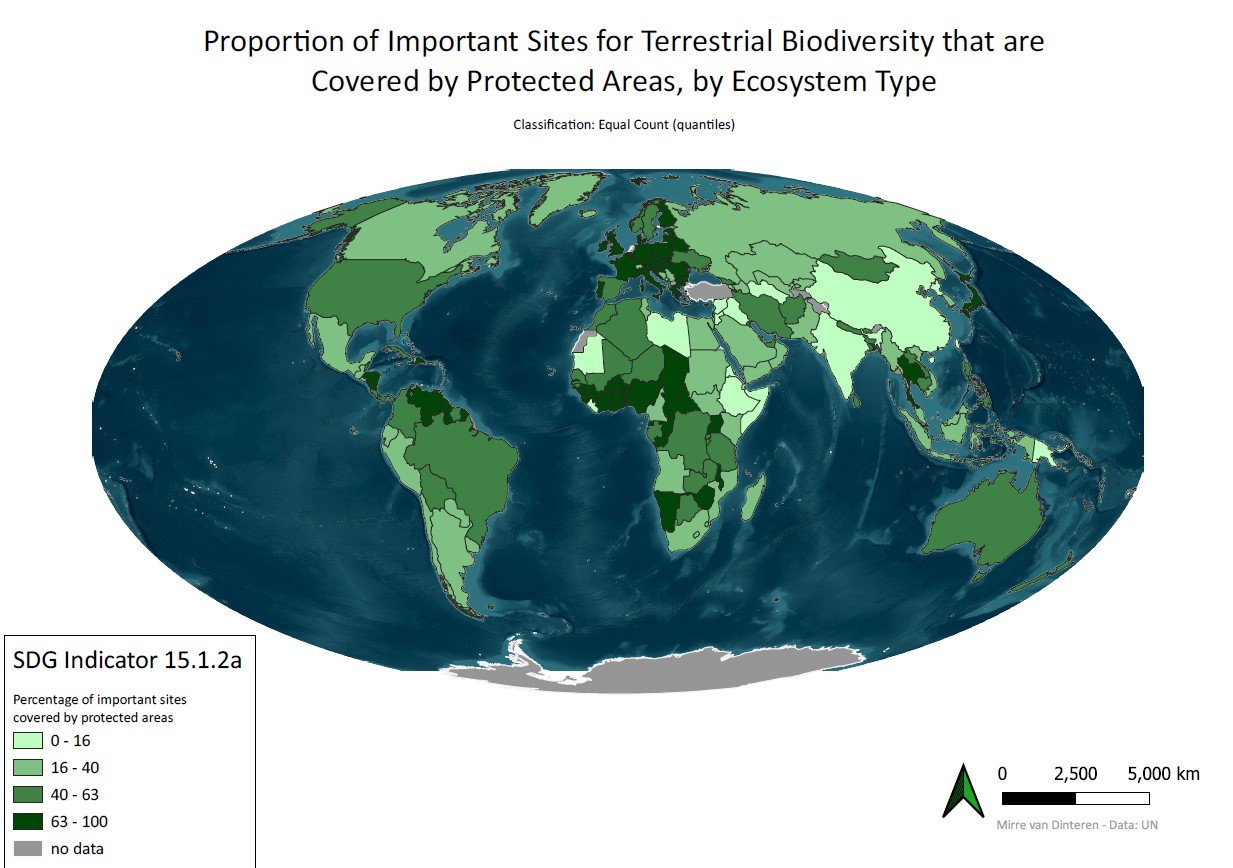 Proportion of Important Sites for Terrestrial Biodiversity that are
Covered by Protected Areas, by Ecosystem Type
Classification: Equal Count (quantiles)
SDG Indicator 15.1.2a
Percentage of important sites
covered by protected areas
0 - 16
16 - 40
40 - 63
63 - 100
no data
0 2,500 5,000 km
Mirre van Dinteren - Data: UN